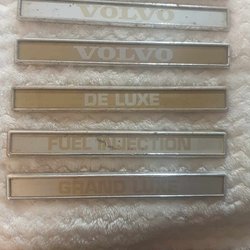 VOLVO
VOLVO
DE LUXE
FUEL INJECTION
GRAND LUXE